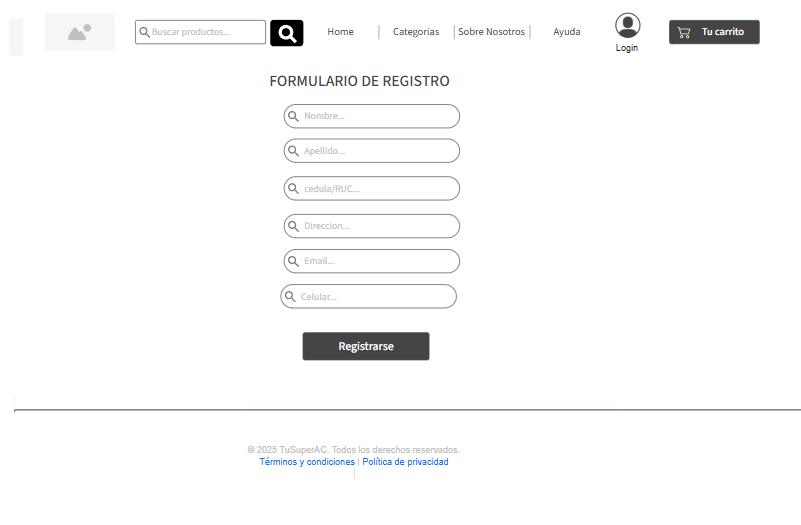 Buscar productos...
Home
Categorias
Sobre Nosotros
Ayuda
Login
Tu carrito
FORMULARIO DE REGISTRO
Nombre...
Apellido...
cedula/RUC...
Direccion...
Email...
Celular...
Registrarse
© 2025 TuSuperAC. Todos los derechos reservados.
Términos y condiciones | Política de privacidad